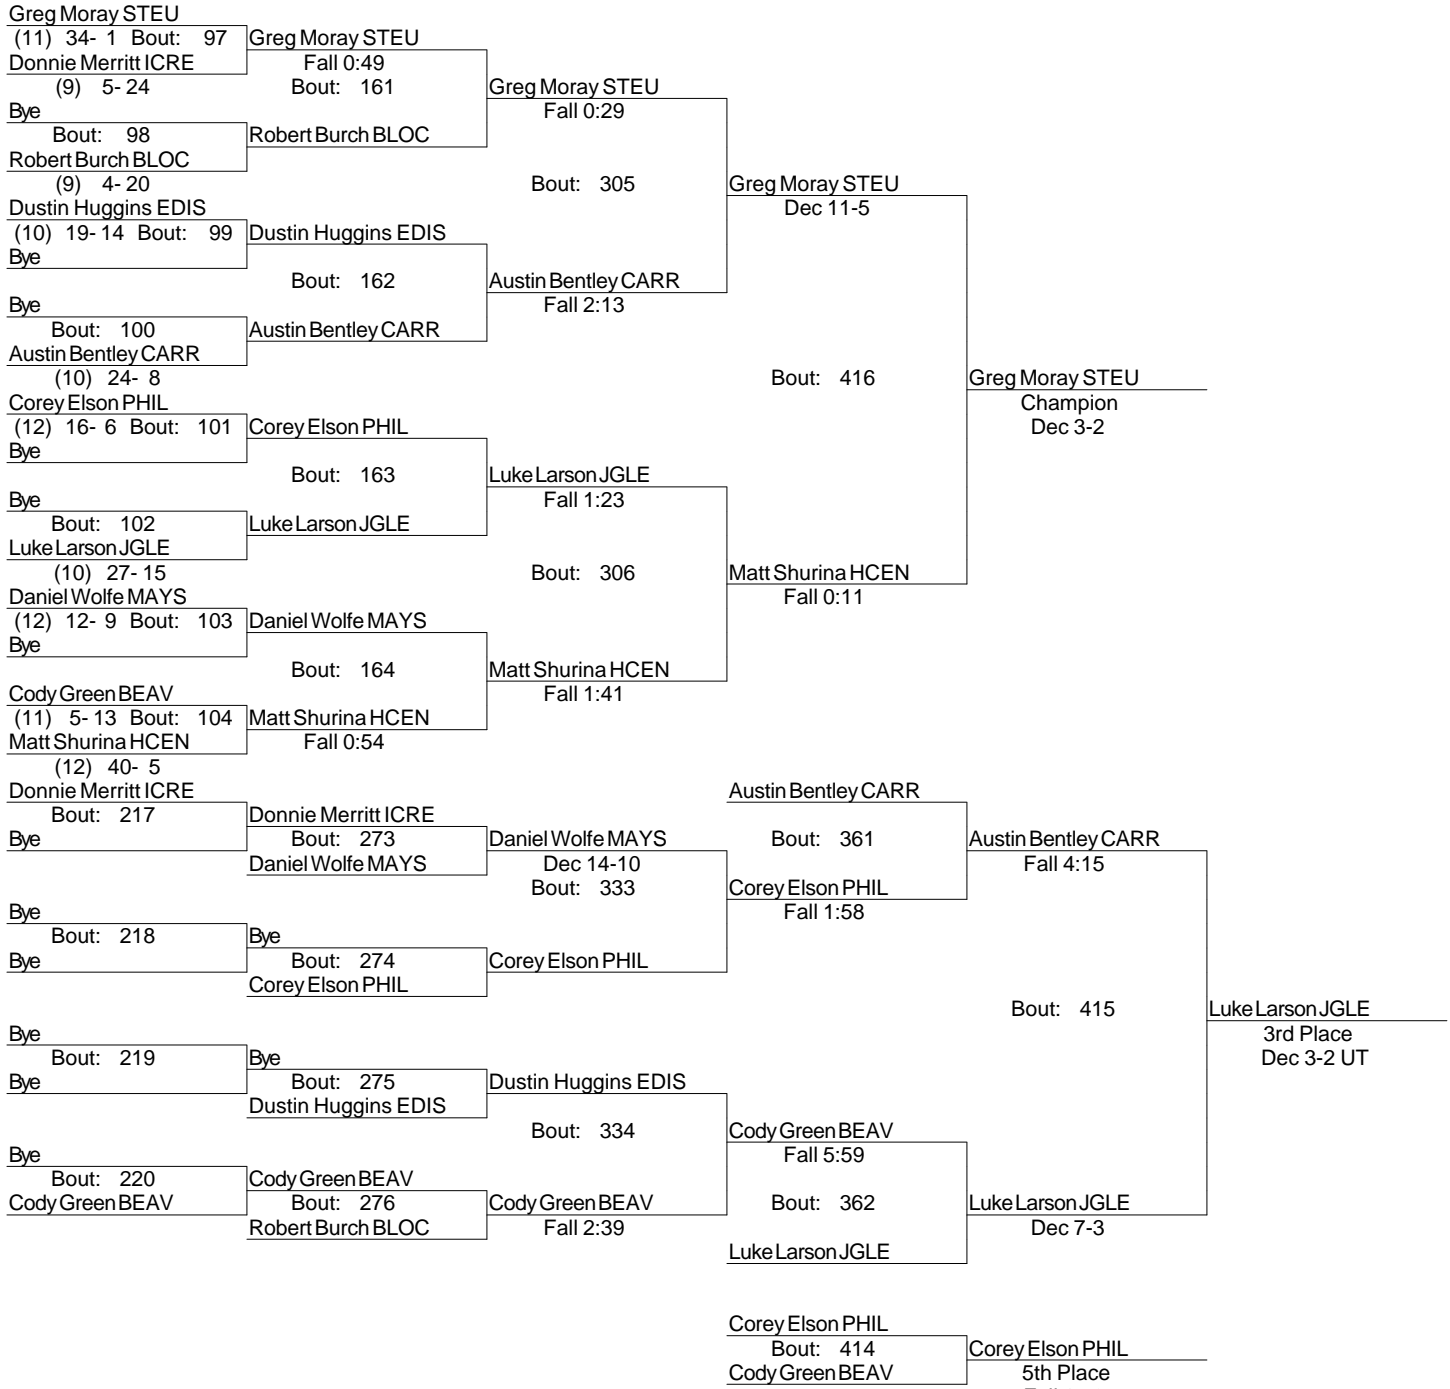 Greg Moray STEU
(11) 34- 1 Bout: 97 Greg Moray STEU
Donnie Merritt ICRE Fall 0:49
(9) 5- 24 Bout: 161 Greg Moray STEU
Bye Fall 0:29
Bout: 98 Robert Burch BLOC
Robert Burch BLOC
(9) 4- 20 Bout: 305 Greg Moray STEU
Dustin Huggins EDIS Dec 11-5
(10) 19- 14 Bout: 99 Dustin Huggins EDIS
Bye
Bout: 162 Austin Bentley CARR
Bye Fall 2:13
Bout: 100 Austin Bentley CARR
Austin Bentley CARR
(10) 24- 8 Bout: 416 Greg Moray STEU
Corey Elson PHIL Champion
(12) 16- 6 Bout: 101 Corey Elson PHIL Dec 3-2
Bye
Bout: 163 Luke Larson JGLE
Bye Fall 1:23
Bout: 102 Luke Larson JGLE
Luke Larson JGLE
(10) 27- 15 Bout: 306 Matt Shurina HCEN
Daniel Wolfe MAYS Fall 0:11
(12) 12- 9 Bout: 103 Daniel Wolfe MAYS
Bye
Bout: 164 Matt Shurina HCEN
Cody Green BEAV Fall 1:41
(11) 5- 13 Bout: 104 Matt Shurina HCEN
Matt Shurina HCEN Fall 0:54
(12) 40- 5
Donnie Merritt ICRE Austin Bentley CARR
Bout: 217 Donnie Merritt ICRE
Bye Bout: 273 Daniel Wolfe MAYS Bout: 361 Austin Bentley CARR
Daniel Wolfe MAYS Dec 14-10 Fall 4:15
Bout: 333 Corey Elson PHIL
Bye Fall 1:58
Bout: 218 Bye
Bye Bout: 274 Corey Elson PHIL
Corey Elson PHIL
Bout: 415 Luke Larson JGLE
Bye 3rd Place
Bout: 219 Bye Dec 3-2 UT
Bye Bout: 275 Dustin Huggins EDIS
Dustin Huggins EDIS
Bout: 334 Cody Green BEAV
Bye Fall 5:59
Bout: 220 Cody Green BEAV
Cody Green BEAV Bout: 276 Cody Green BEAV Bout: 362 Luke Larson JGLE
Robert Burch BLOC Fall 2:39 Dec 7-3
Luke Larson JGLE
Corey Elson PHIL
Bout: 414 Corey Elson PHIL
Cody Green BEAV 5th Place